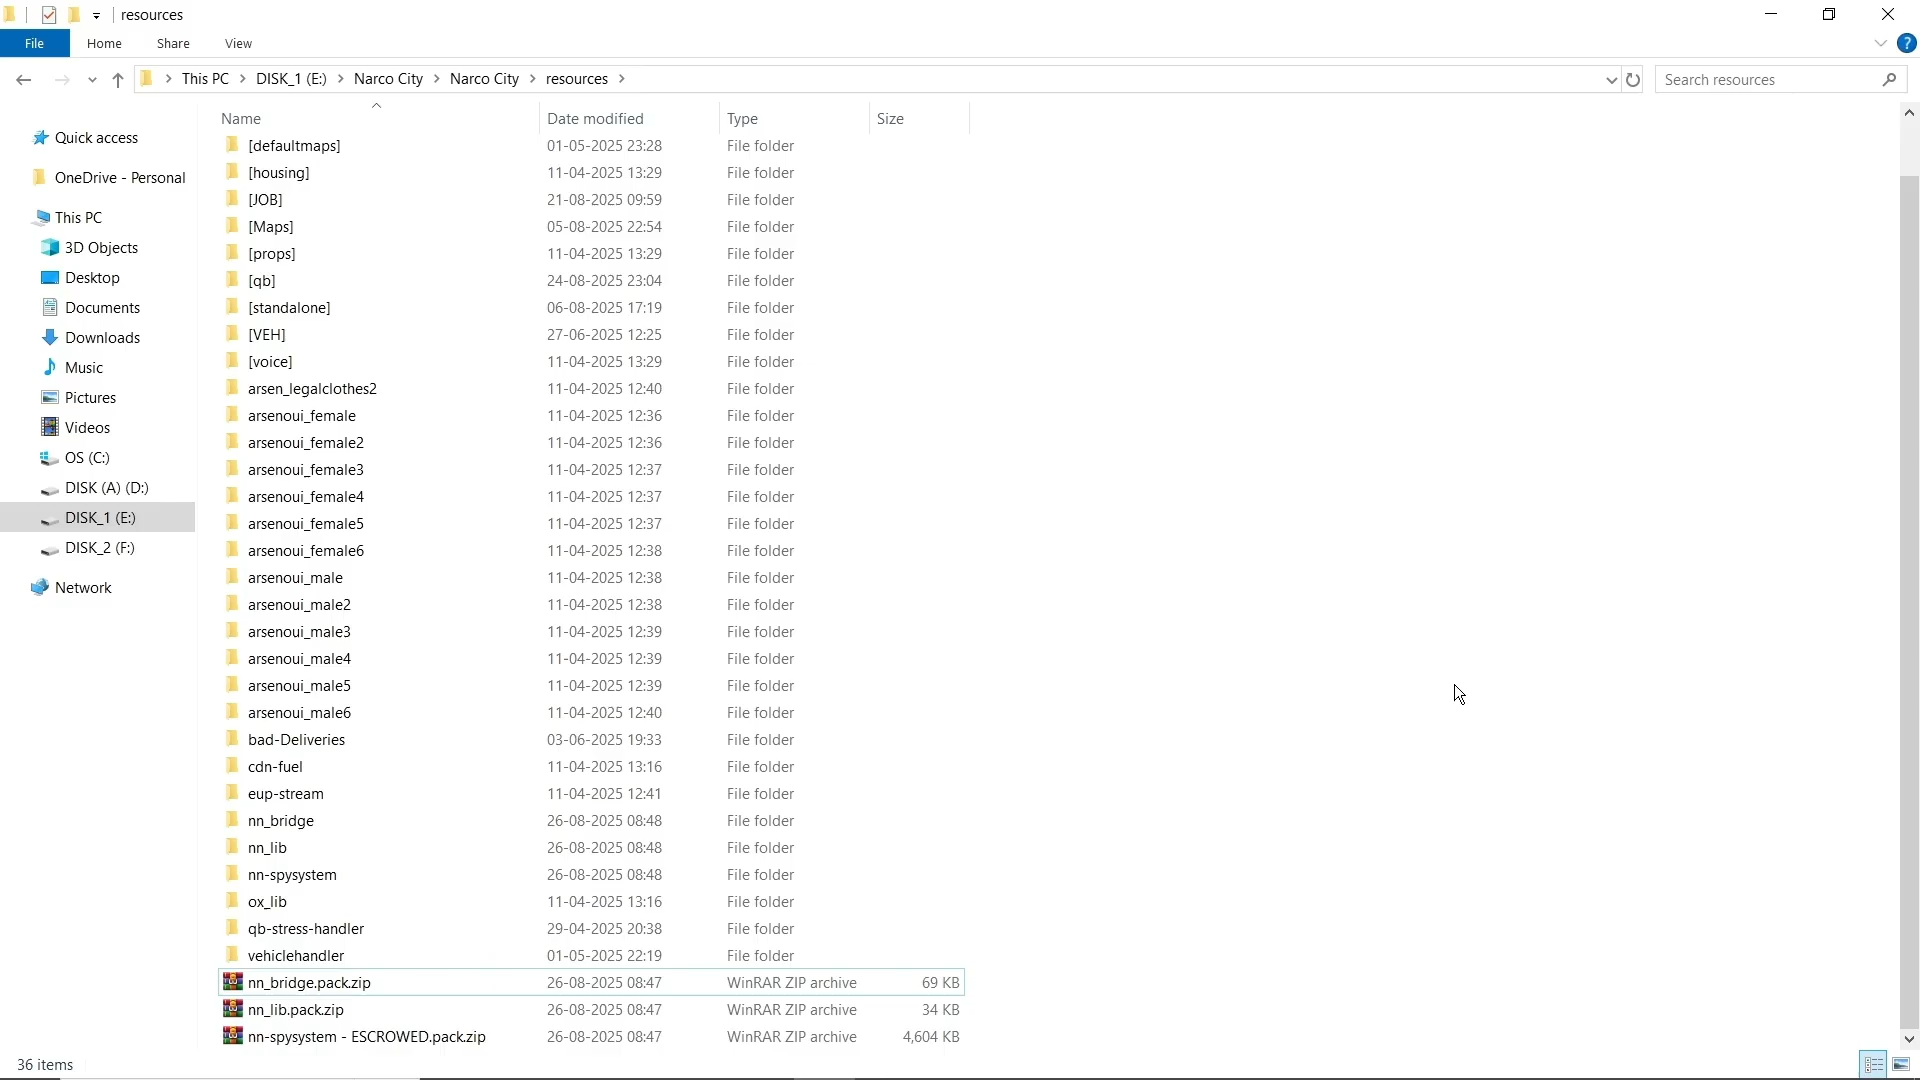 resources
File Home Share View
This PC DISK_1 (E:) Narco City Narco City resources
Search resources
Name Date modified Type Size
Quick access
OneDrive - Personal
This PC
3D Objects
Desktop
Documents
Downloads
Music
Pictures
Videos
OS (C:)
DISK (A) (D:)
DISK_1 (E:)
DISK_2 (F:)
Network
[defaultmaps] 01-05-2025 23:28 File folder
[housing] 11-04-2025 13:29 File folder
[JOB] 21-08-2025 09:59 File folder
[Maps] 05-08-2025 22:54 File folder
[props] 11-04-2025 13:29 File folder
[qb] 24-08-2025 23:04 File folder
[standalone] 06-08-2025 17:19 File folder
[VEH] 27-06-2025 12:25 File folder
[voice] 11-04-2025 13:29 File folder
arsen_legalclothes2 11-04-2025 12:40 File folder
arsenoui_female 11-04-2025 12:36 File folder
arsenoui_female2 11-04-2025 12:36 File folder
arsenoui_female3 11-04-2025 12:37 File folder
arsenoui_female4 11-04-2025 12:37 File folder
arsenoui_female5 11-04-2025 12:37 File folder
arsenoui_female6 11-04-2025 12:38 File folder
arsenoui_male 11-04-2025 12:38 File folder
arsenoui_male2 11-04-2025 12:38 File folder
arsenoui_male3 11-04-2025 12:39 File folder
arsenoui_male4 11-04-2025 12:39 File folder
arsenoui_male5 11-04-2025 12:39 File folder
arsenoui_male6 11-04-2025 12:40 File folder
bad-Deliveries 03-06-2025 19:33 File folder
cdn-fuel 11-04-2025 13:16 File folder
eup-stream 11-04-2025 12:41 File folder
nn_bridge 26-08-2025 08:48 File folder
nn_lib 26-08-2025 08:48 File folder
nn-spysystem 26-08-2025 08:48 File folder
ox_lib 11-04-2025 13:16 File folder
qb-stress-handler 29-04-2025 20:38 File folder
vehiclehandler 01-05-2025 22:19 File folder
nn_bridge.pack.zip 26-08-2025 08:47 WinRAR ZIP archive 69 KB
nn_lib.pack.zip 26-08-2025 08:47 WinRAR ZIP archive 34 KB
nn-spysystem - ESCROWED.pack.zip 26-08-2025 08:47 WinRAR ZIP archive 4,604 KB
36 items